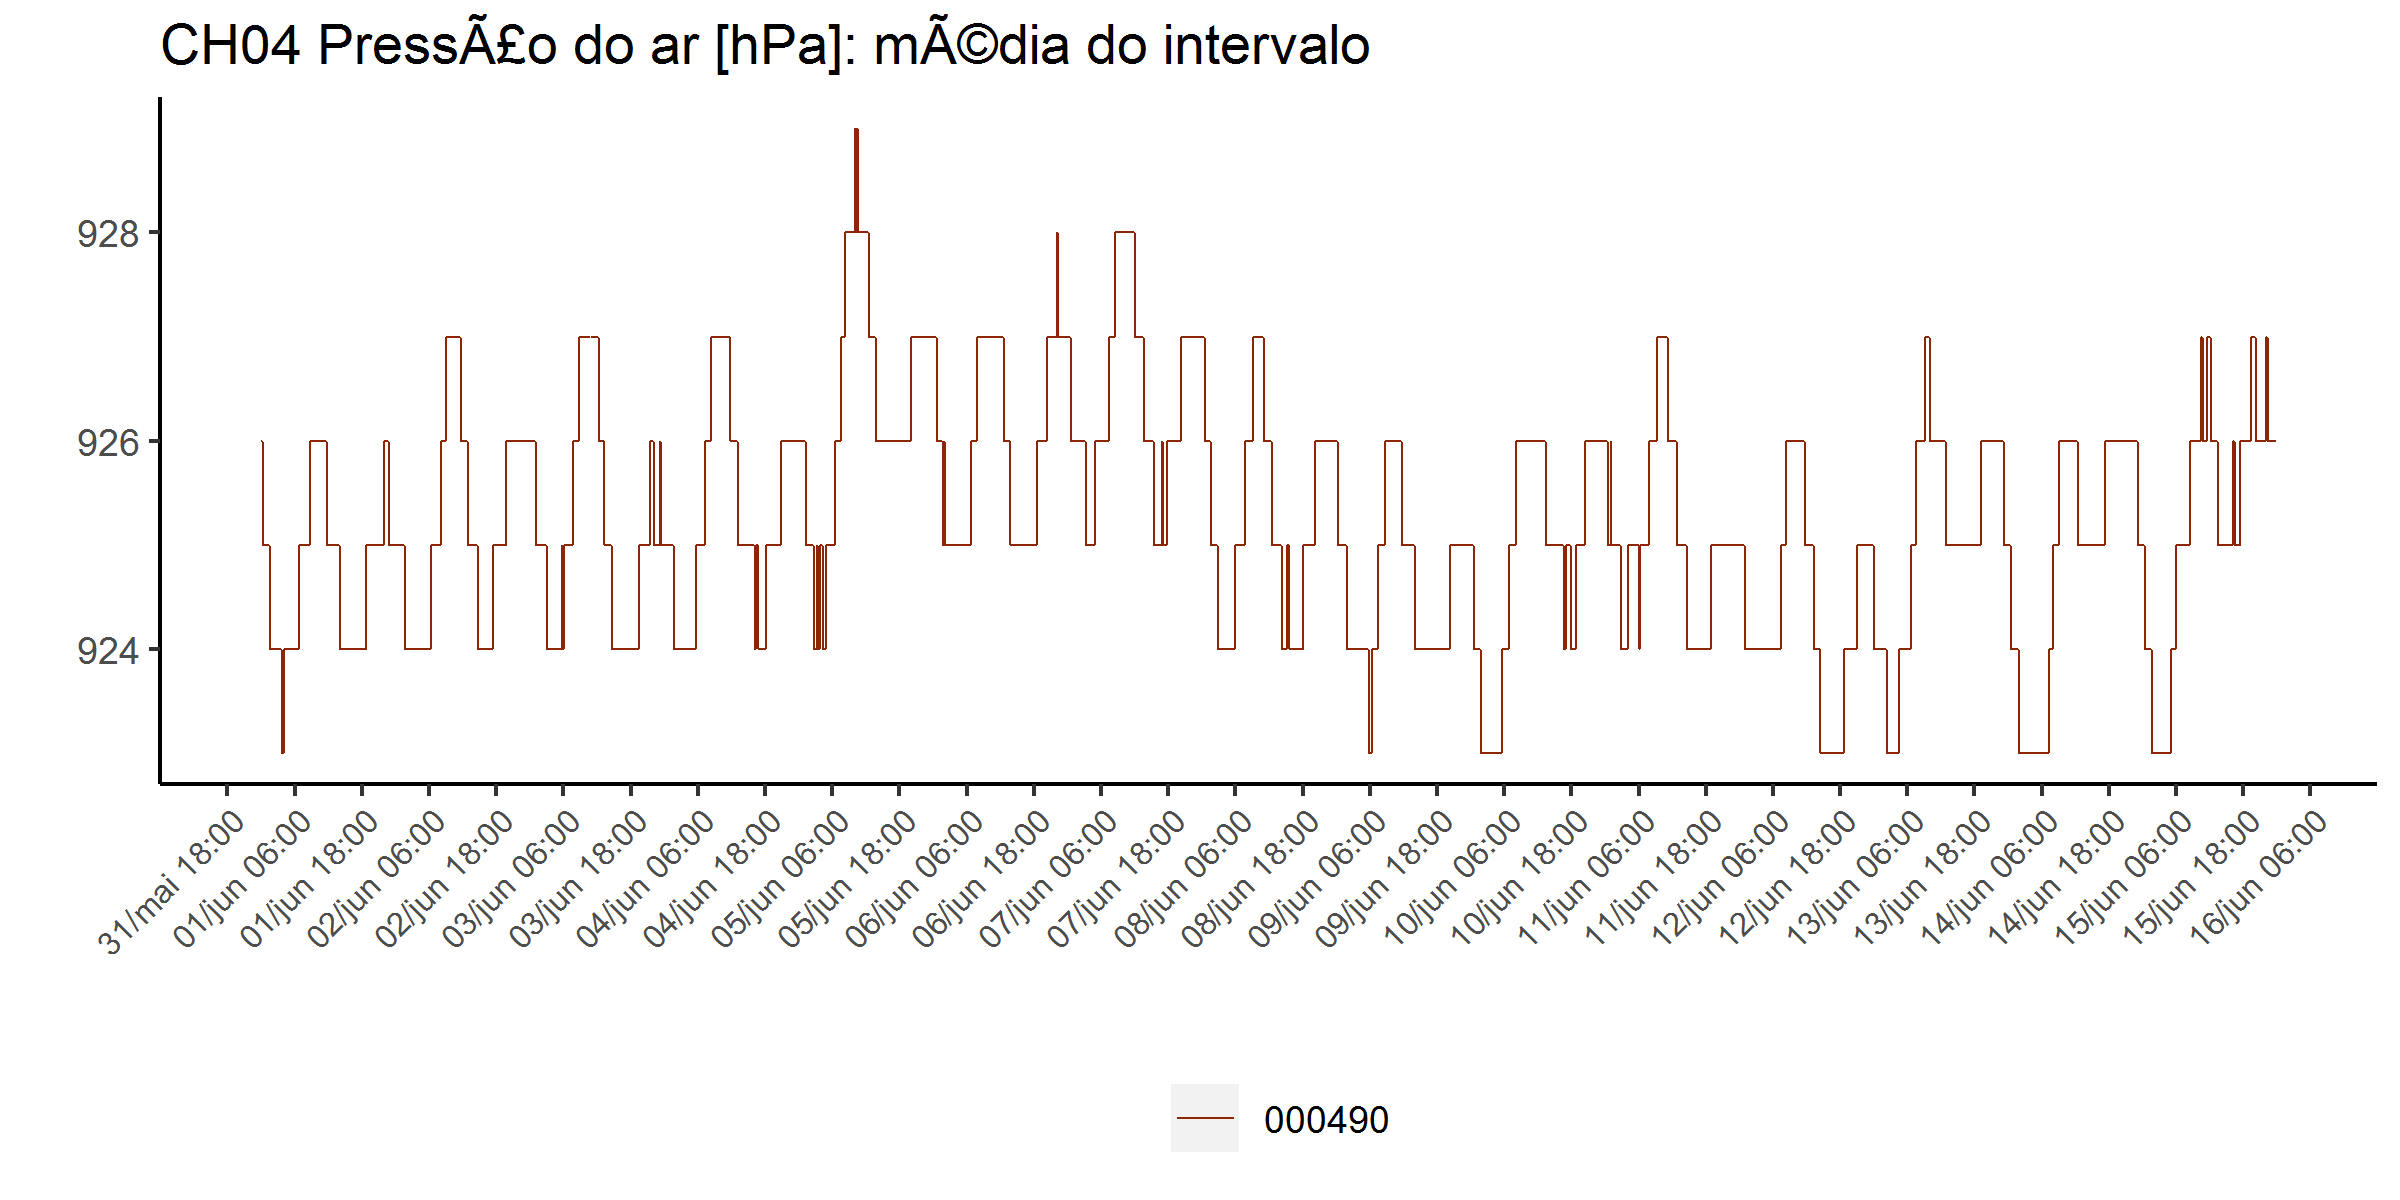 CH04 PressÃ£o do ar [hPa]: mÃ©dia do intervalo
928
926
924
31/mai 18:00
01/jun 06:00
01/jun 18:00
02/jun 06:00
02/jun 18:00
03/jun 06:00
03/jun 18:00
04/jun 06:00
04/jun 18:00
05/jun 06:00
05/jun 18:00
06/jun 06:00
06/jun 18:00
07/jun 06:00
07/jun 18:00
08/jun 06:00
08/jun 18:00
09/jun 06:00
09/jun 18:00
10/jun 06:00
10/jun 18:00
11/jun 06:00
11/jun 18:00
12/jun 06:00
12/jun 18:00
13/jun 06:00
13/jun 18:00
14/jun 06:00
14/jun 18:00
15/jun 06:00
15/jun 18:00
16/jun 06:00
000490